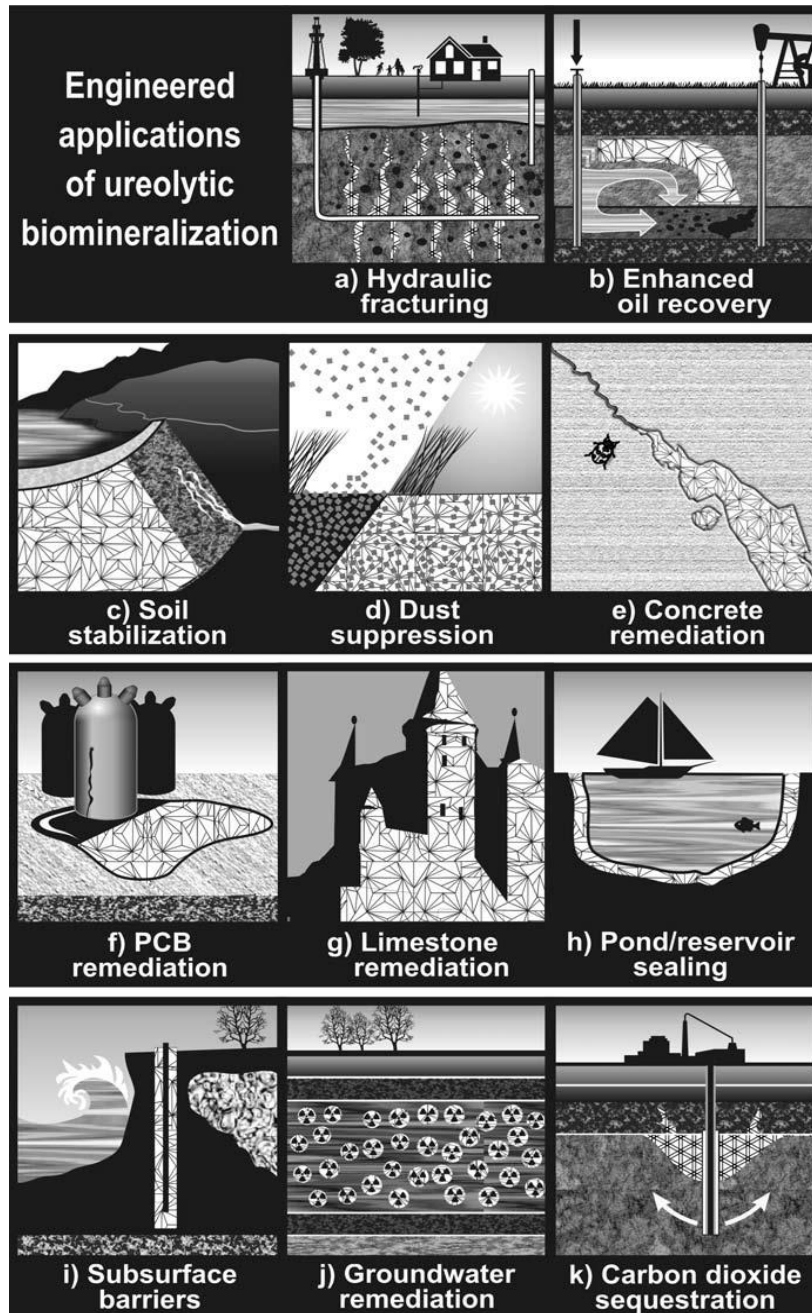 Engineered
applications
of ureolytic
biomineralization
a) Hydraulic
fracturing
b) Enhanced
oil recovery
c) Soil
stabilization
d) Dust
suppression
e) Concrete
remediation
f) PCB
remediation
g) Limestone
remediation
h) Pond/reservoir
sealing
i) Subsurface
barriers
j) Groundwater
remediation
k) Carbon dioxide
sequestration